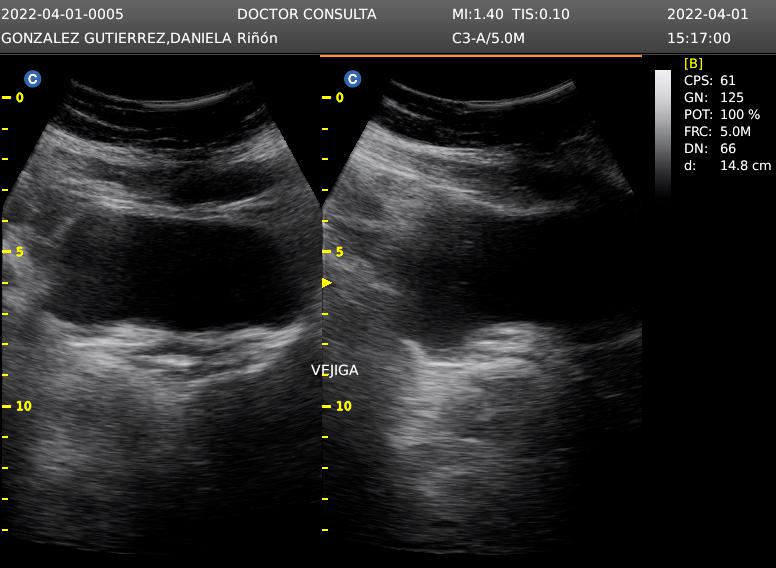 2022-04-01-0005 DOCTOR CONSULTA MI:1.40 TIS:0.10 2022-04-01
GONZALEZ GUTIERREZ,DANIELA Riñón C3-A/5.0M 15:17:00
[B]
CPS: 61
GN: 125
POT: 100 %
FRC: 5.0M
DN: 66
d: 14.8 cm
C C
0 0
5 5
VEJIGA
10 10